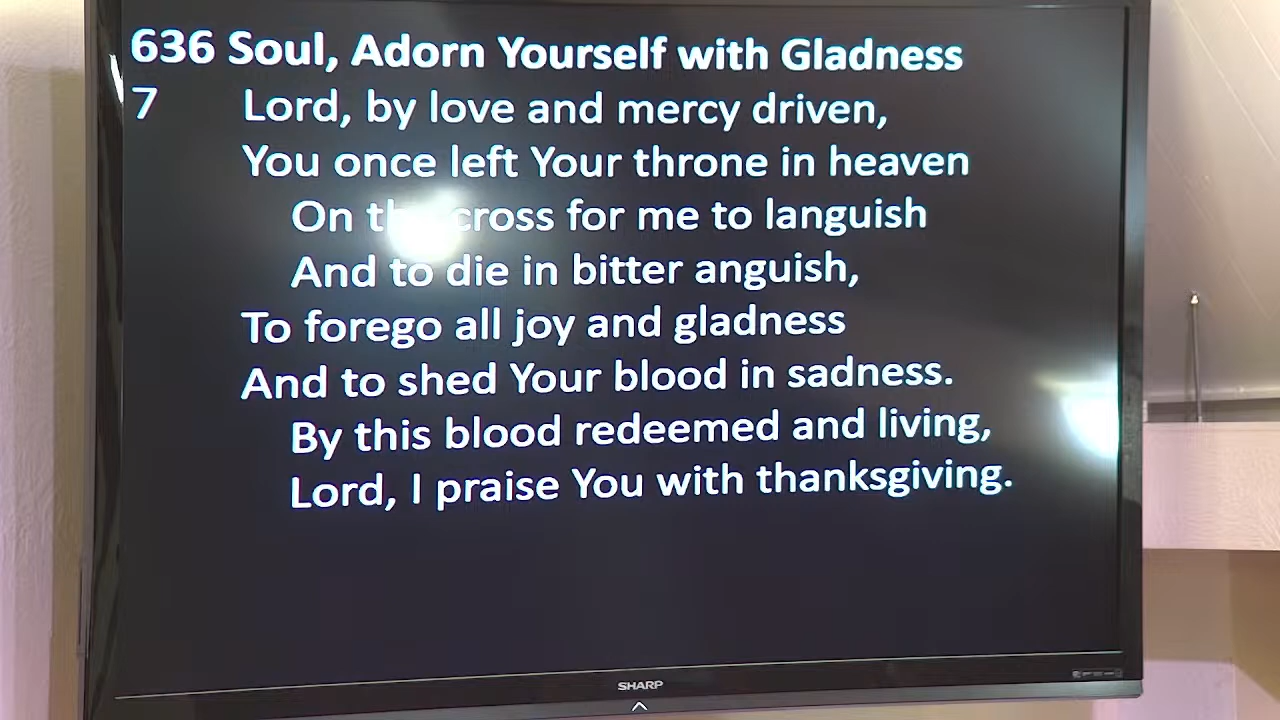 636 Soul, Adorn Yourself with Gladness
7 Lord, by love and mercy driven,
You once left Your throne in heaven
On the cross for me to languish
And to die in bitter anguish,
To forego all joy and gladness
And to shed Your blood in sadness.
By this blood redeemed and living,
Lord, I praise You with thanksgiving.
SHARP